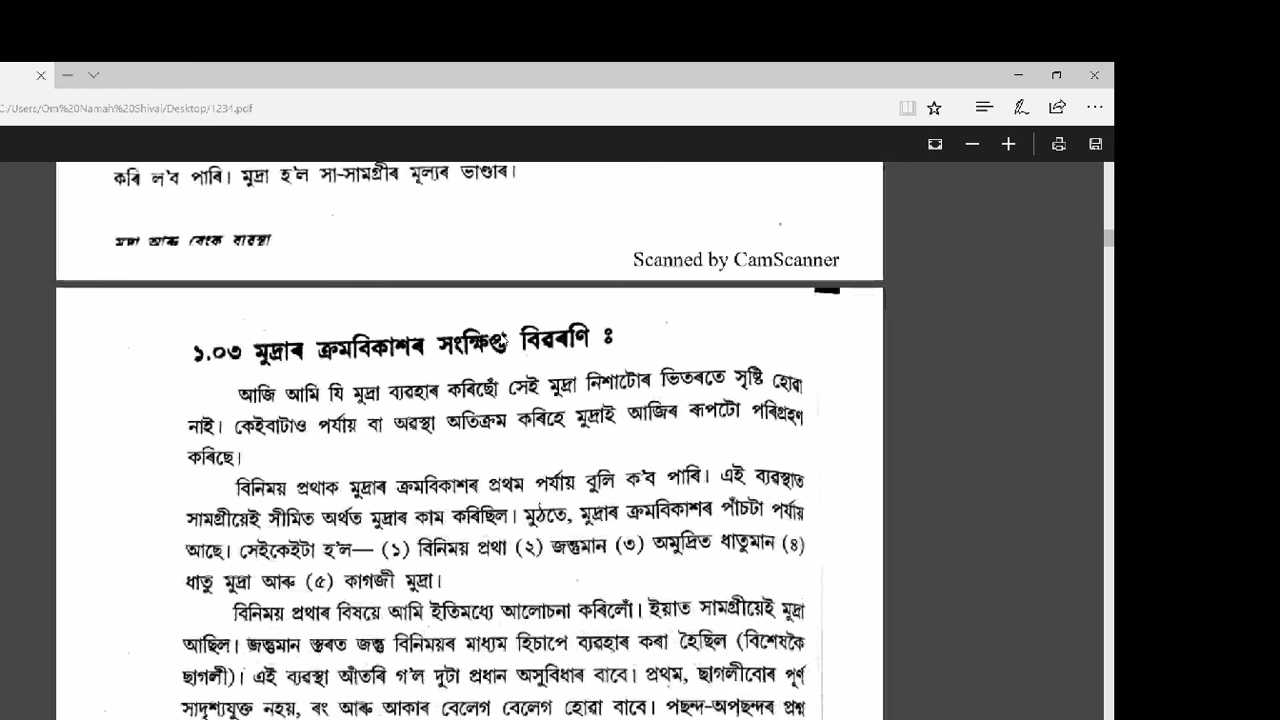 C:/Users/Om%20Namah%20Shivai/Desktop/1234.pdf
কৰি ল'ব পাৰি। মুদ্ৰা হ'ল সা-সামগ্ৰীৰ মূল্যৰ ভাণ্ডাৰ।
মুদ্ৰা আৰু বেংক ব্যৱস্থা
Scanned by CamScanner
১.০৩ মুদ্ৰাৰ ক্ৰমবিকাশৰ সংক্ষিপ্ত বিৱৰণি ঃ
আজি আমি যি মুদ্ৰা ব্যৱহাৰ কৰিছোঁ সেই মুদ্ৰা নিশাটোৰ ভিতৰতে সৃষ্টি হোৱা
নাই। কেইবাটাও পৰ্যায় বা অৱস্থা অতিক্ৰম কৰিহে মুদ্ৰাই আজিৰ ৰূপটো পৰিগ্ৰহণ
কৰিছে।
বিনিময় প্ৰথাক মুদ্ৰাৰ ক্ৰমবিকাশৰ প্ৰথম পৰ্যায় বুলি ক'ব পাৰি। এই ব্যৱস্থাত
সামগ্ৰীয়েই সীমিত অৰ্থত মুদ্ৰাৰ কাম কৰিছিল। মুঠতে, মুদ্ৰাৰ ক্ৰমবিকাশৰ পাঁচটা পৰ্যায়
আছে। সেইকেইটা হ'ল— (১) বিনিময় প্ৰথা (২) জন্তুমান (৩) অমুদ্ৰিত ধাতুমান (৪)
ধাতু মুদ্ৰা আৰু (৫) কাগজী মুদ্ৰা।
বিনিময় প্ৰথাৰ বিষয়ে আমি ইতিমধ্যে আলোচনা কৰিলোঁ। ইয়াত সামগ্ৰীয়েই মুদ্ৰা
আছিল। জন্তুমান স্তৰত জন্তু বিনিময়ৰ মাধ্যম হিচাপে ব্যৱহাৰ কৰা হৈছিল (বিশেষকৈ
ছাগলী)। এই ব্যৱস্থা আঁতৰি গ'ল দুটা প্ৰধান অসুবিধাৰ বাবে। প্ৰথম, ছাগলীবোৰ পূৰ্ণ
সাদৃশ্যযুক্ত নহয়, ৰং আৰু আকাৰ বেলেগ বেলেগ হোৱা বাবে। পছন্দ-অপছন্দৰ প্ৰশ্ন